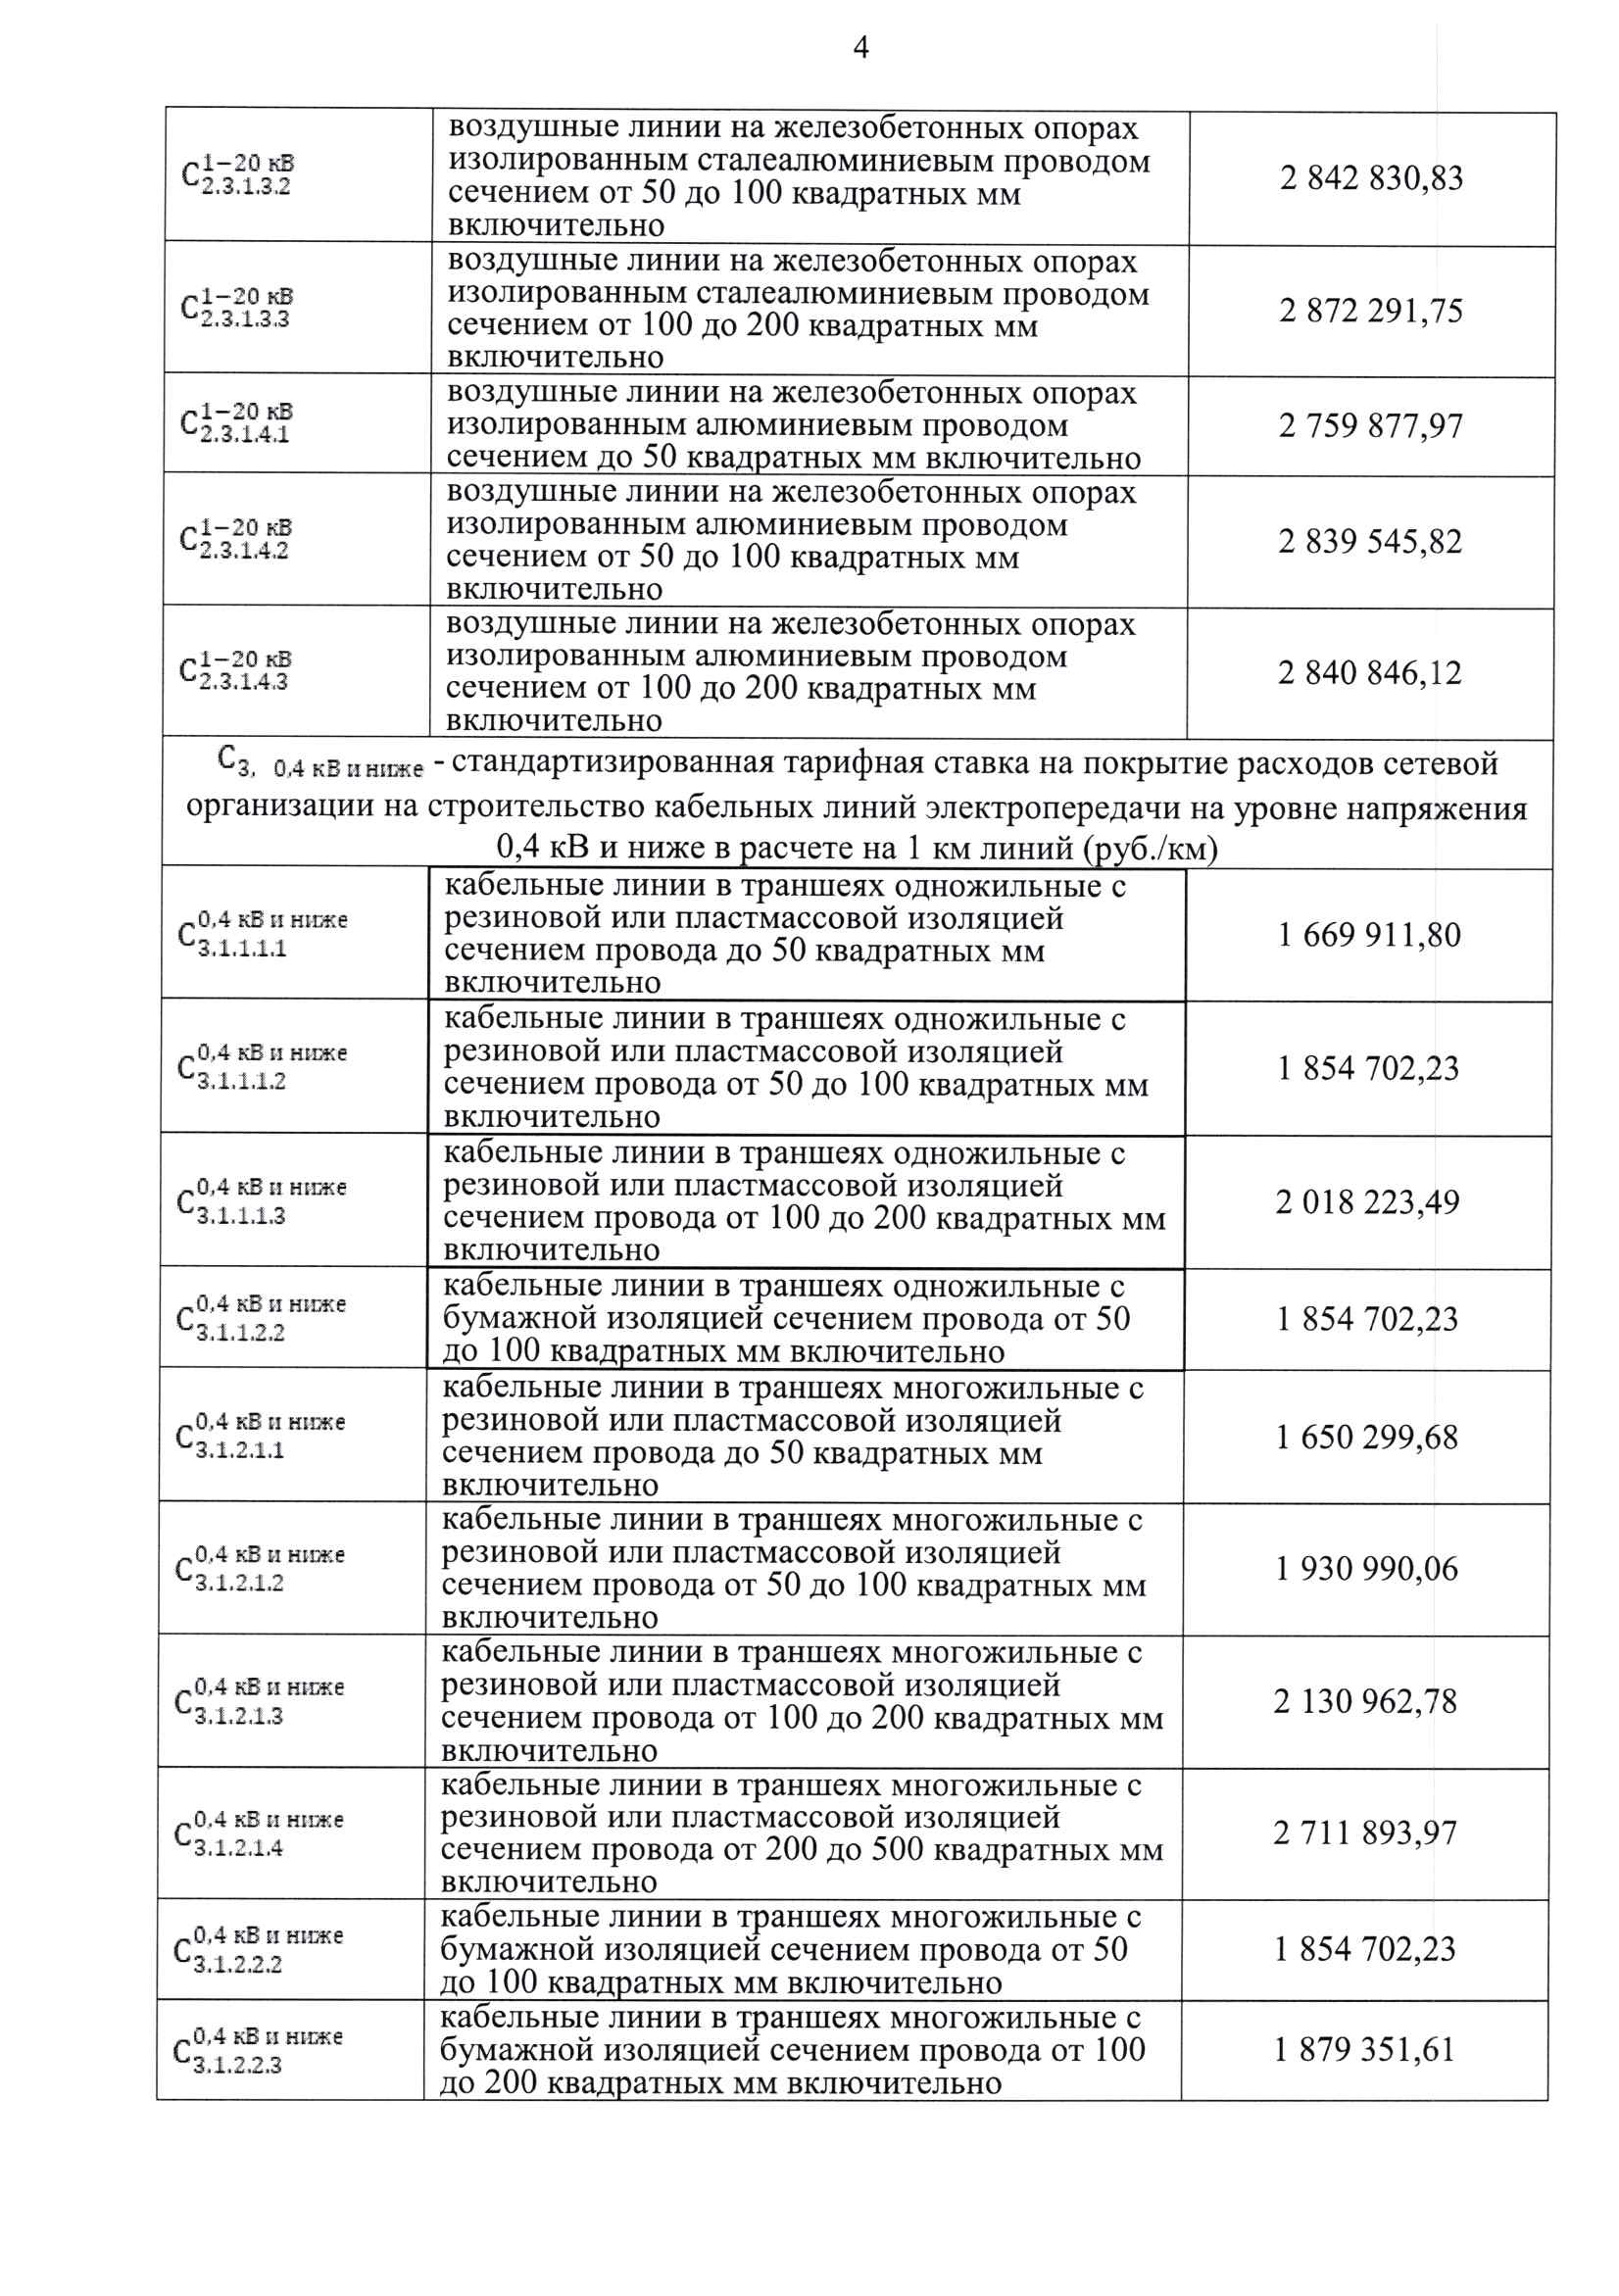 4
C 1–20 кВ 2.3.1.3.2
воздушные линии на железобетонных опорах
изолированным сталеалюминиевым проводом
сечением от 50 до 100 квадратных мм
включительно
2 842 830,83
C 1–20 кВ 2.3.1.3.3
воздушные линии на железобетонных опорах
изолированным сталеалюминиевым проводом
сечением от 100 до 200 квадратных мм
включительно
2 872 291,75
C 1–20 кВ 2.3.1.4.1
воздушные линии на железобетонных опорах
изолированным алюминиевым проводом
сечением до 50 квадратных мм включительно
2 759 877,97
C 1–20 кВ 2.3.1.4.2
воздушные линии на железобетонных опорах
изолированным алюминиевым проводом
сечением от 50 до 100 квадратных мм
включительно
2 839 545,82
C 1–20 кВ 2.3.1.4.3
воздушные линии на железобетонных опорах
изолированным алюминиевым проводом
сечением от 100 до 200 квадратных мм
включительно
2 840 846,12
C 3, 0,4 кВ и ниже - стандартизированная тарифная ставка на покрытие расходов сетевой
организации на строительство кабельных линий электропередачи на уровне напряжения
0,4 кВ и ниже в расчете на 1 км линий (руб./км)
C 0,4 кВ и ниже 3.1.1.1.1
кабельные линии в траншеях одножильные с
резиновой или пластмассовой изоляцией
сечением провода до 50 квадратных мм
включительно
1 669 911,80
C 0,4 кВ и ниже 3.1.1.1.2
кабельные линии в траншеях одножильные с
резиновой или пластмассовой изоляцией
сечением провода от 50 до 100 квадратных мм
включительно
1 854 702,23
C 0,4 кВ и ниже 3.1.1.1.3
кабельные линии в траншеях одножильные с
резиновой или пластмассовой изоляцией
сечением провода от 100 до 200 квадратных мм
включительно
2 018 223,49
C 0,4 кВ и ниже 3.1.1.2.2
кабельные линии в траншеях одножильные с
бумажной изоляцией сечением провода от 50
до 100 квадратных мм включительно
1 854 702,23
C 0,4 кВ и ниже 3.1.2.1.1
кабельные линии в траншеях многожильные с
резиновой или пластмассовой изоляцией
сечением провода до 50 квадратных мм
включительно
1 650 299,68
C 0,4 кВ и ниже 3.1.2.1.2
кабельные линии в траншеях многожильные с
резиновой или пластмассовой изоляцией
сечением провода от 50 до 100 квадратных мм
включительно
1 930 990,06
C 0,4 кВ и ниже 3.1.2.1.3
кабельные линии в траншеях многожильные с
резиновой или пластмассовой изоляцией
сечением провода от 100 до 200 квадратных мм
включительно
2 130 962,78
C 0,4 кВ и ниже 3.1.2.1.4
кабельные линии в траншеях многожильные с
резиновой или пластмассовой изоляцией
сечением провода от 200 до 500 квадратных мм
включительно
2 711 893,97
C 0,4 кВ и ниже 3.1.2.2.2
кабельные линии в траншеях многожильные с
бумажной изоляцией сечением провода от 50
до 100 квадратных мм включительно
1 854 702,23
C 0,4 кВ и ниже 3.1.2.2.3
кабельные линии в траншеях многожильные с
бумажной изоляцией сечением провода от 100
до 200 квадратных мм включительно
1 879 351,61